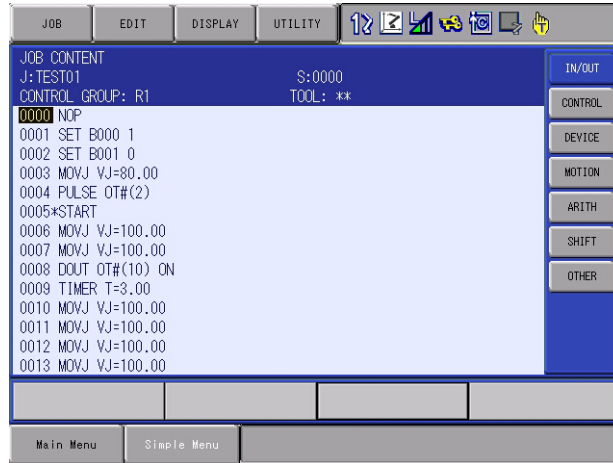 JOB EDIT DISPLAY UTILITY
JOB CONTENT
J:TEST01 S:0000
CONTROL GROUP: R1 TOOL: **
0000 NOP
0001 SET B000 1
0002 SET B001 0
0003 MOVJ VJ=80.00
0004 PULSE OT#(2)
0005*START
0006 MOVJ VJ=100.00
0007 MOVJ VJ=100.00
0008 DOUT OT#(10) ON
0009 TIMER T=3.00
0010 MOVJ VJ=100.00
0011 MOVJ VJ=100.00
0012 MOVJ VJ=100.00
0013 MOVJ VJ=100.00
IN/OUT
CONTROL
DEVICE
MOTION
ARITH
SHIFT
OTHER
Main Menu Simple Menu